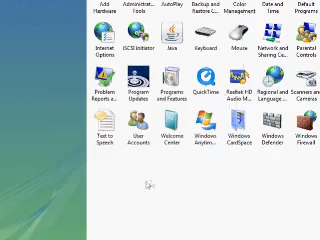 Add Hardware
Administrat... Tools
AutoPlay
Backup and Restore C...
Color Management
Date and Time
Default Programs
Internet Options
iSCSI Initiator
Java
Keyboard
Mouse
Network and Sharing Ce...
Parental Controls
Problem Reports a...
Program Updates
Programs and Features
QuickTime
Realtek HD Audio M...
Regional and Language ...
Scanners and Cameras
Text to Speech
User Accounts
Welcome Center
Windows Anytim...
Windows CardSpace
Windows Defender
Windows Firewall